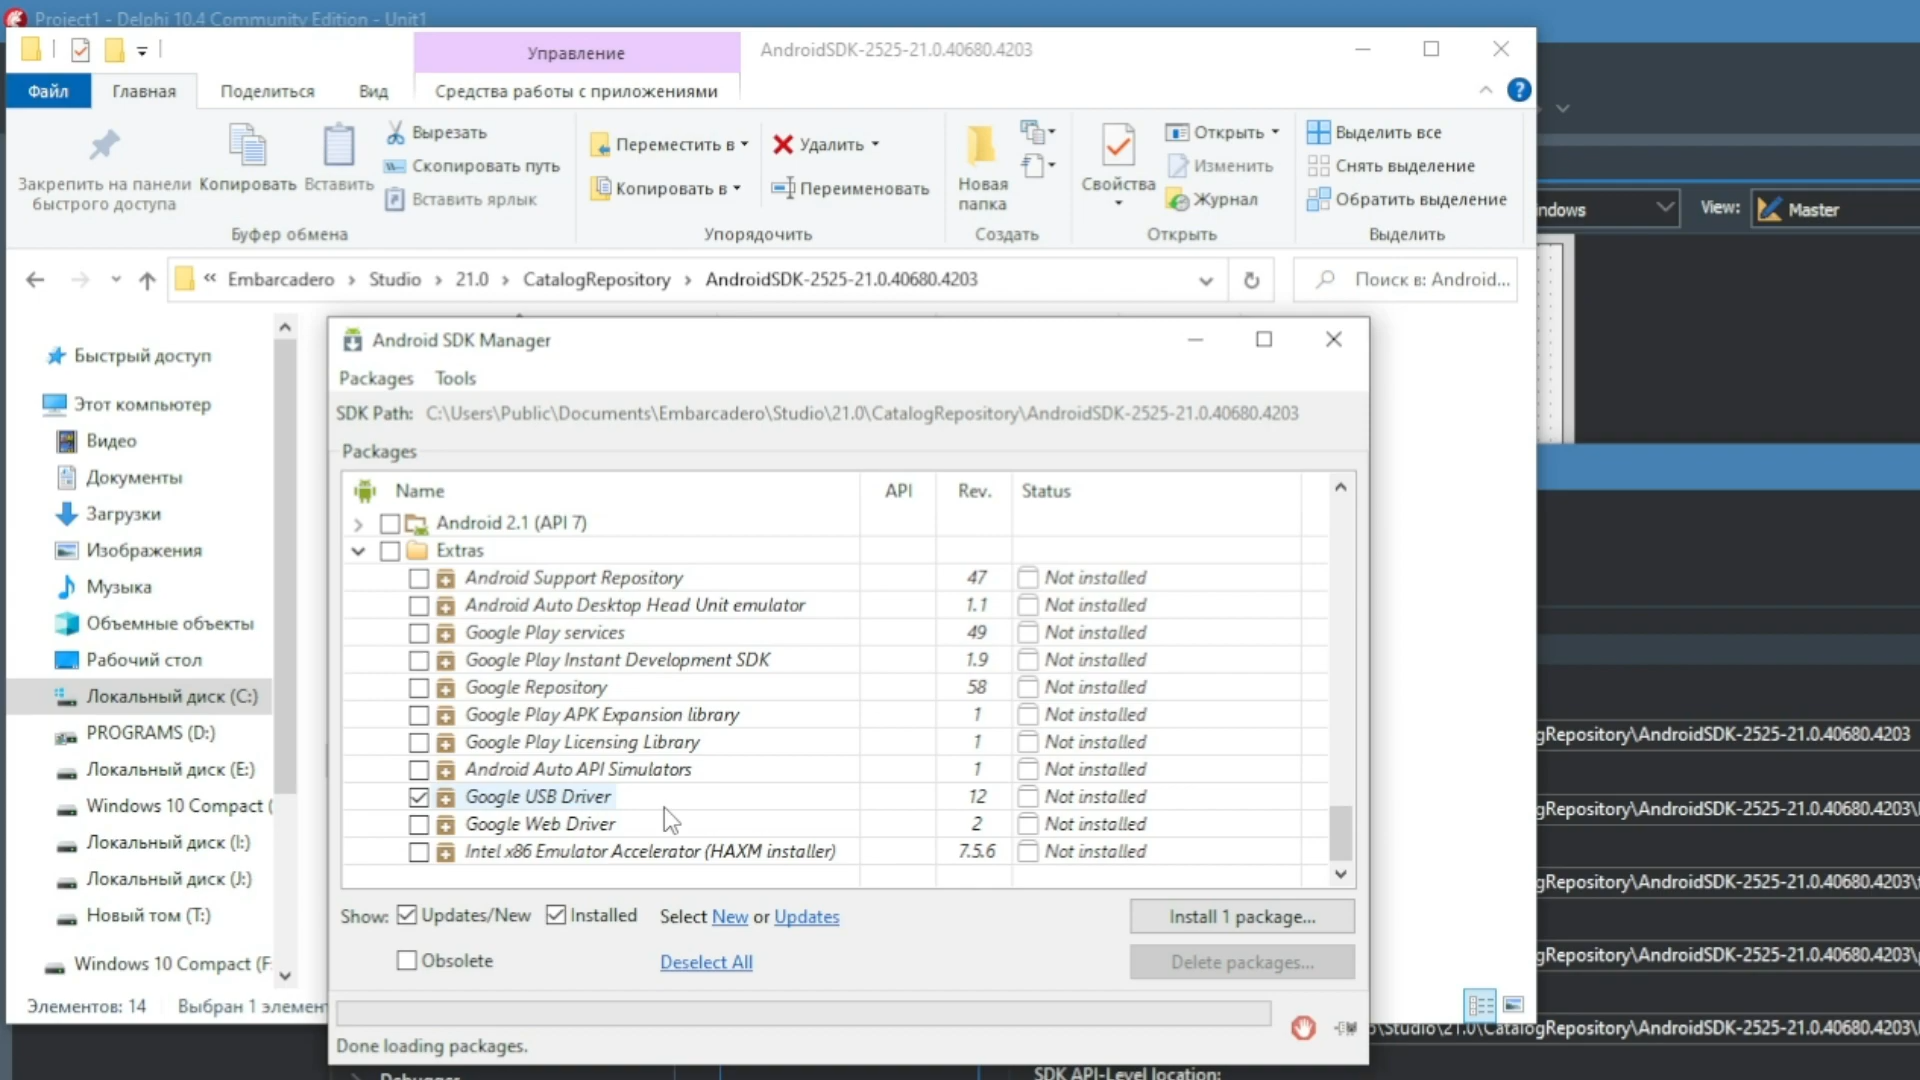 Project1 - Delphi 10.4 Community Edition - Unit1
Управление
AndroidSDK-2525-21.0.40680.4203
Файл
Главная
Поделиться
Вид
Средства работы с приложениями
Закрепить на панели быстрого доступа
Копировать
Вставить
Вырезать
Скопировать путь
Вставить ярлык
Буфер обмена
Переместить в
Копировать в
Удалить
Переименовать
Упорядочить
Новая папка
Создать
Свойства
Открыть
Изменить
Журнал
Открыть
Выделить все
Снять выделение
Обратить выделение
Выделить
ndows
View:
Master
« Embarcadero › Studio › 21.0 › CatalogRepository › AndroidSDK-2525-21.0.40680.4203
Поиск в: Android...
Быстрый доступ
Этот компьютер
Видео
Документы
Загрузки
Изображения
Музыка
Объемные объекты
Рабочий стол
Локальный диск (C:)
PROGRAMS (D:)
Локальный диск (E:)
Windows 10 Compact (
Локальный диск (I:)
Локальный диск (J:)
Новый том (T:)
Windows 10 Compact (F:
Элементов: 14
Выбран 1 элемент
Android SDK Manager
Packages Tools
SDK Path: C:\Users\Public\Documents\Embarcadero\Studio\21.0\CatalogRepository\AndroidSDK-2525-21.0.40680.4203
Packages
Name API Rev. Status
Android 2.1 (API 7)
Extras
Android Support Repository 47 Not installed
Android Auto Desktop Head Unit emulator 1.1 Not installed
Google Play services 49 Not installed
Google Play Instant Development SDK 1.9 Not installed
Google Repository 58 Not installed
Google Play APK Expansion library 1 Not installed
Google Play Licensing Library 1 Not installed
Android Auto API Simulators 1 Not installed
Google USB Driver 12 Not installed
Google Web Driver 2 Not installed
Intel x86 Emulator Accelerator (HAXM installer) 7.5.6 Not installed
Show: Updates/New Installed Select New or Updates
Install 1 package...
Obsolete
Deselect All
Delete packages...
Done loading packages.
gRepository\AndroidSDK-2525-21.0.40680.4203
gRepository\AndroidSDK-2525-21.0.40680.4203\
gRepository\AndroidSDK-2525-21.0.40680.4203\
gRepository\AndroidSDK-2525-21.0.40680.4203\
\Studio\21.0\CatalogRepository\AndroidSDK-2525-21.0.40680.4203\
Debugger
SDK API-Level location: